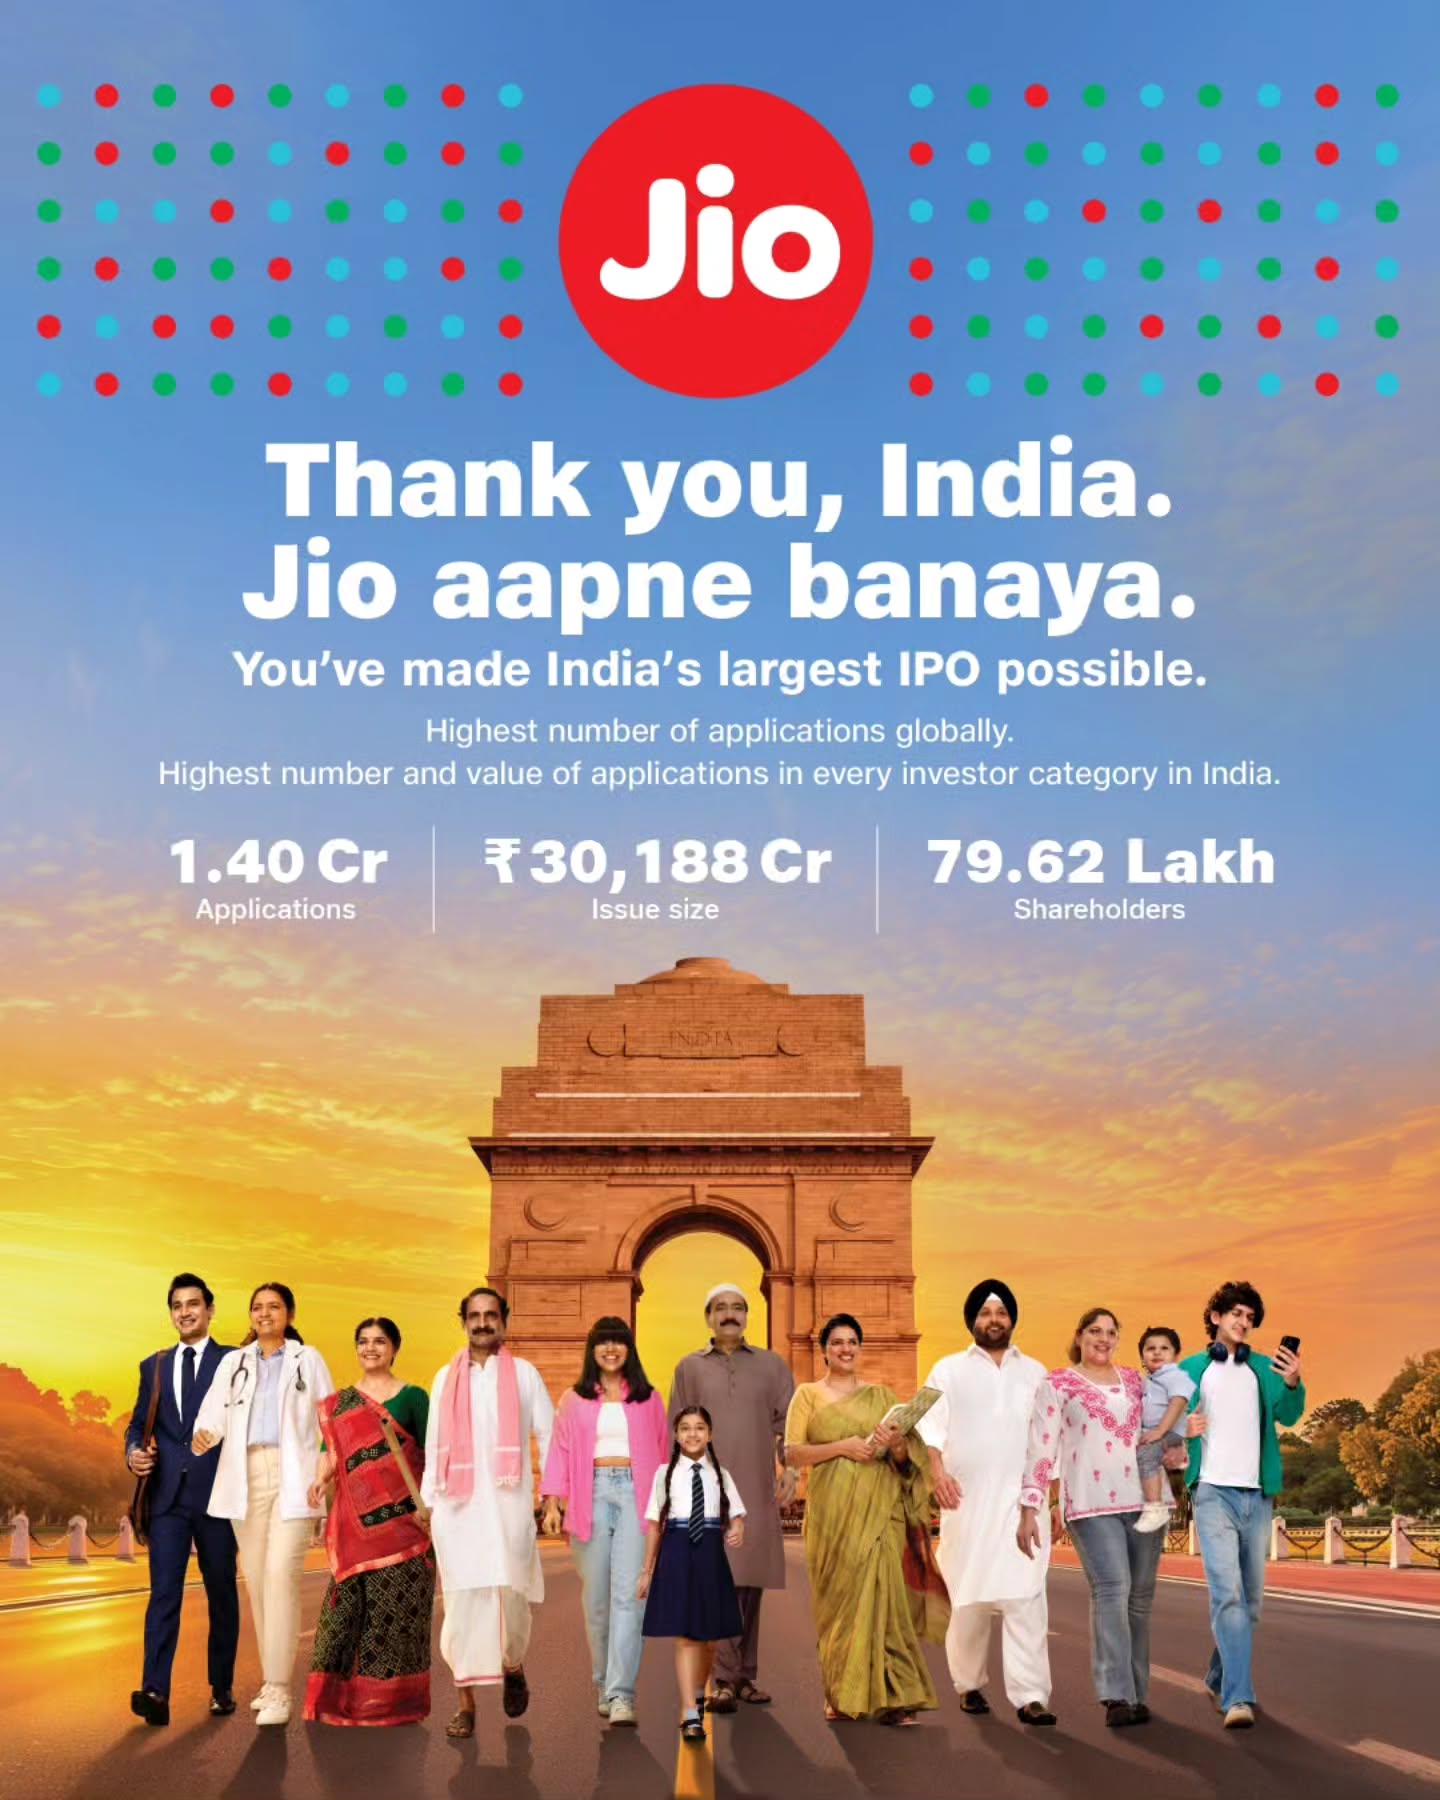 Jio
Thank you, India.
Jio aapne banaya.
You’ve made India’s largest IPO possible.
Highest number of applications globally.
Highest number and value of applications in every investor category in India.
1.40 Cr
Applications
₹30,188 Cr
Issue size
79.62 Lakh
Shareholders
INDIA